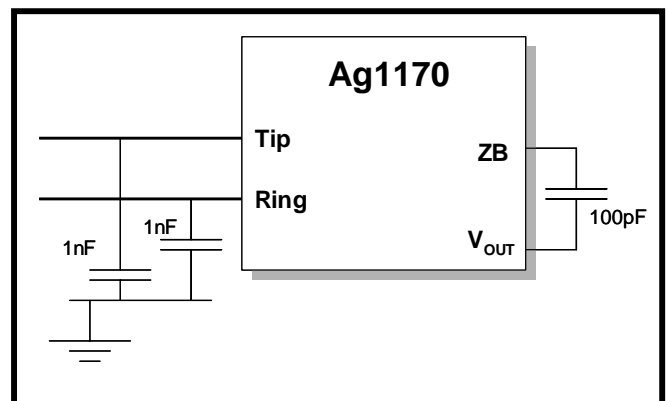 Ag1170
Tip
ZB
Ring
1nF
100pF
1nF
VOUT